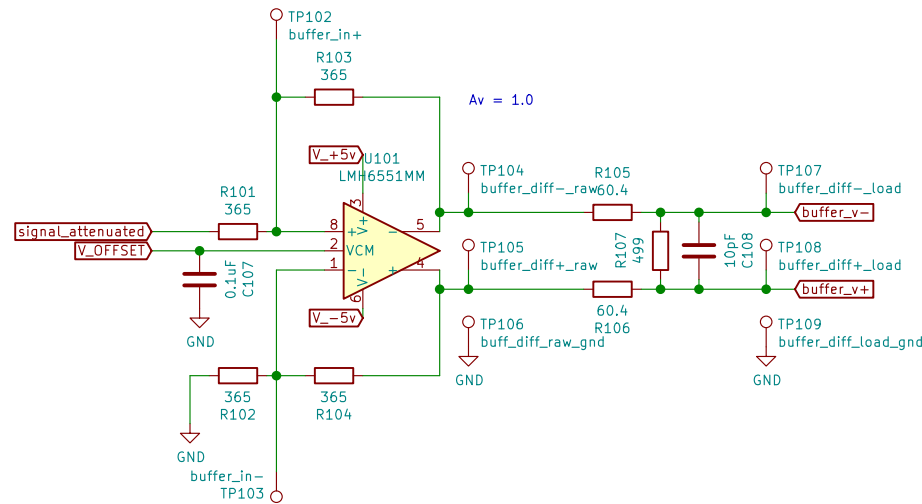 TP102
buffer_in+
R103
365
Av = 1.0
V_+5v
U101
LMH6551MM
TP104
buffer_diff-_raw
R105
60.4
TP107
buffer_diff-_load
R101
365
3
V+
signal_attenuated
8
+
-
5
buffer_v-
V_OFFSET
2
VCM
TP105
buffer_diff+_raw
R107
499
10pF
C108
TP108
buffer_diff+_load
0.1uF
C107
1
-
+
4
V-
6
buffer_v+
V_-5v
60.4
R106
GND
TP106
buff_diff_raw_gnd
TP109
buffer_diff_load_gnd
GND
GND
365
R102
365
R104
GND
buffer_in-
TP103